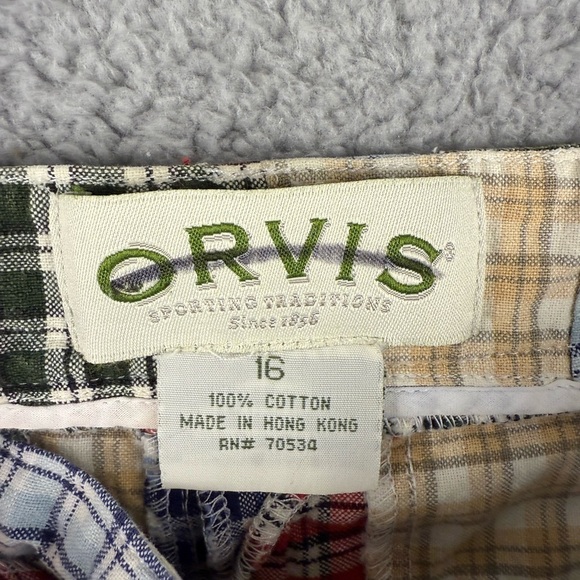 ORVIS®
SPORTING TRADITIONS
Since 1856
16
100% COTTON
MADE IN HONG KONG
RN# 70534